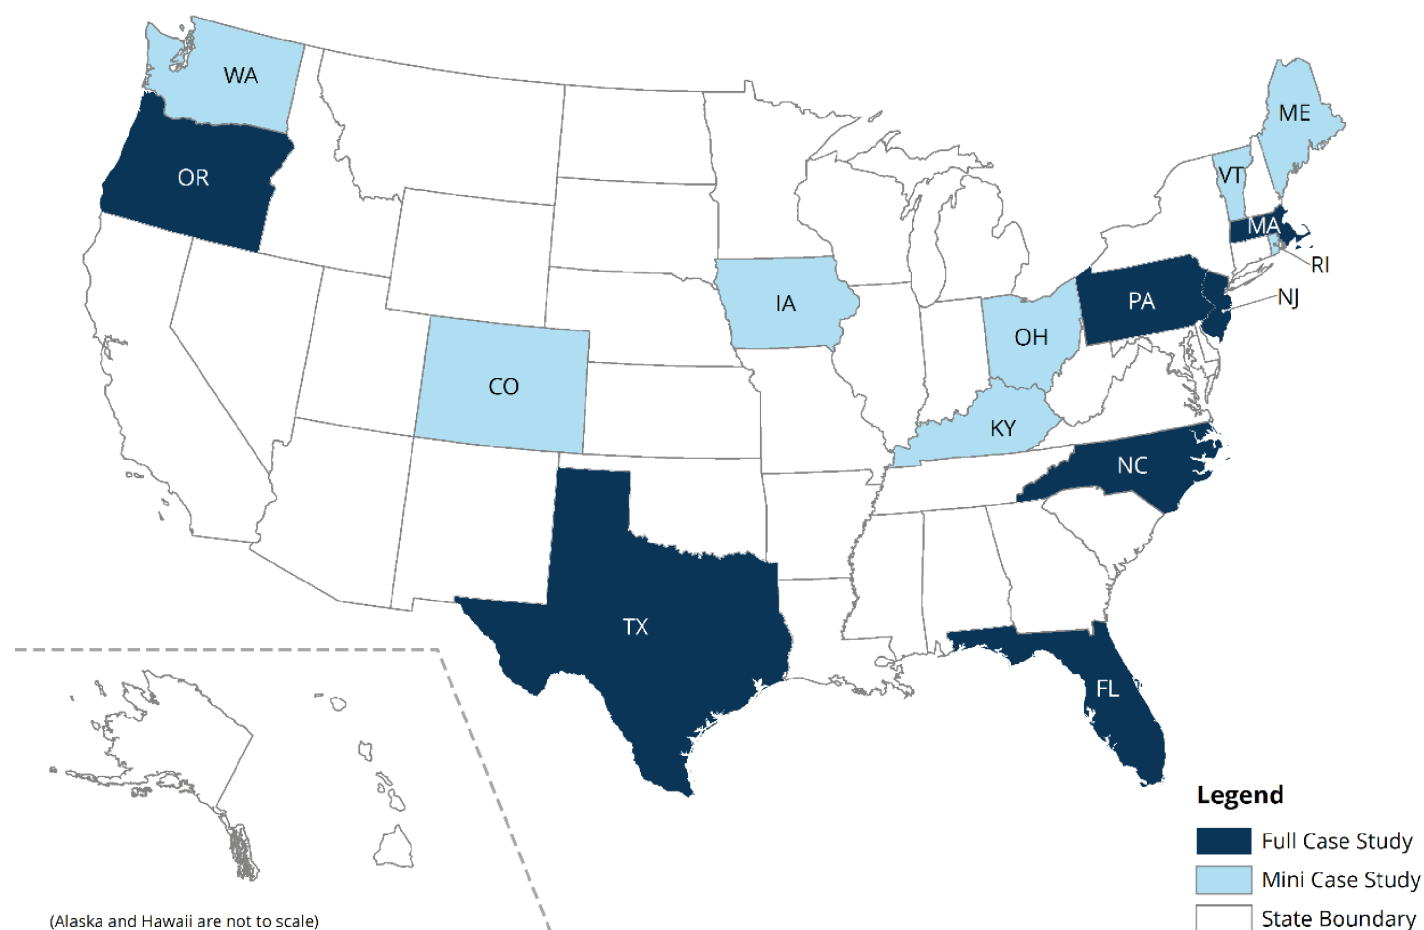 WA
ME
OR
VT
MA
RI
NJ
PA
IA
OH
CO
KY
NC
TX
FL
Legend
Full Case Study
Mini Case Study
State Boundary
(Alaska and Hawaii are not to scale)